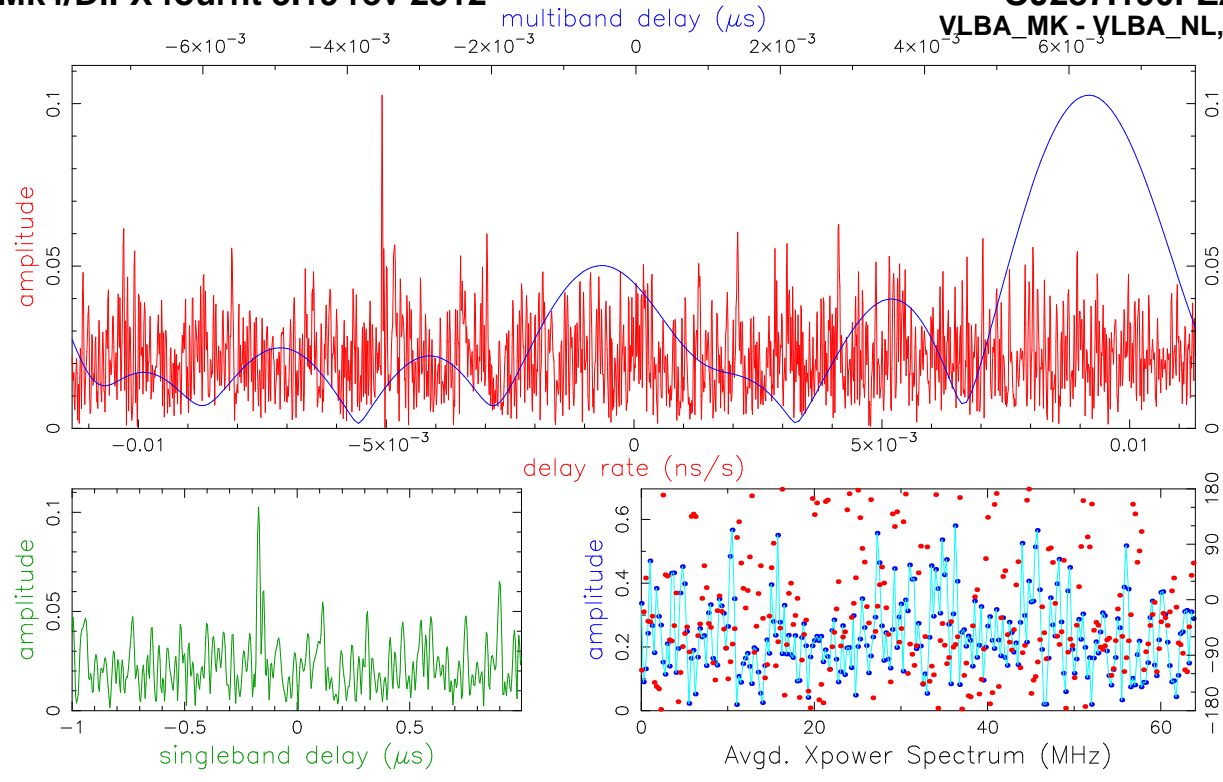 multiband delay (μs)
VLBA_MK - VLBA_NL,
−6×10⁻³ −4×10⁻³ −2×10⁻³ 0 2×10⁻³ 4×10⁻³ 6×10⁻³
amplitude
0 0.05 0.1
0 0.05 0.1
−0.01 −5×10⁻³ 0 5×10⁻³ 0.01
delay rate (ns/s)
amplitude
0 0.05 0.1
−1 −0.5 0 0.5
singleband delay (μs)
amplitude
0 0.2 0.4 0.6
−180 −90 0 90 180
0 20 40 60
Avgd. Xpower Spectrum (MHz)